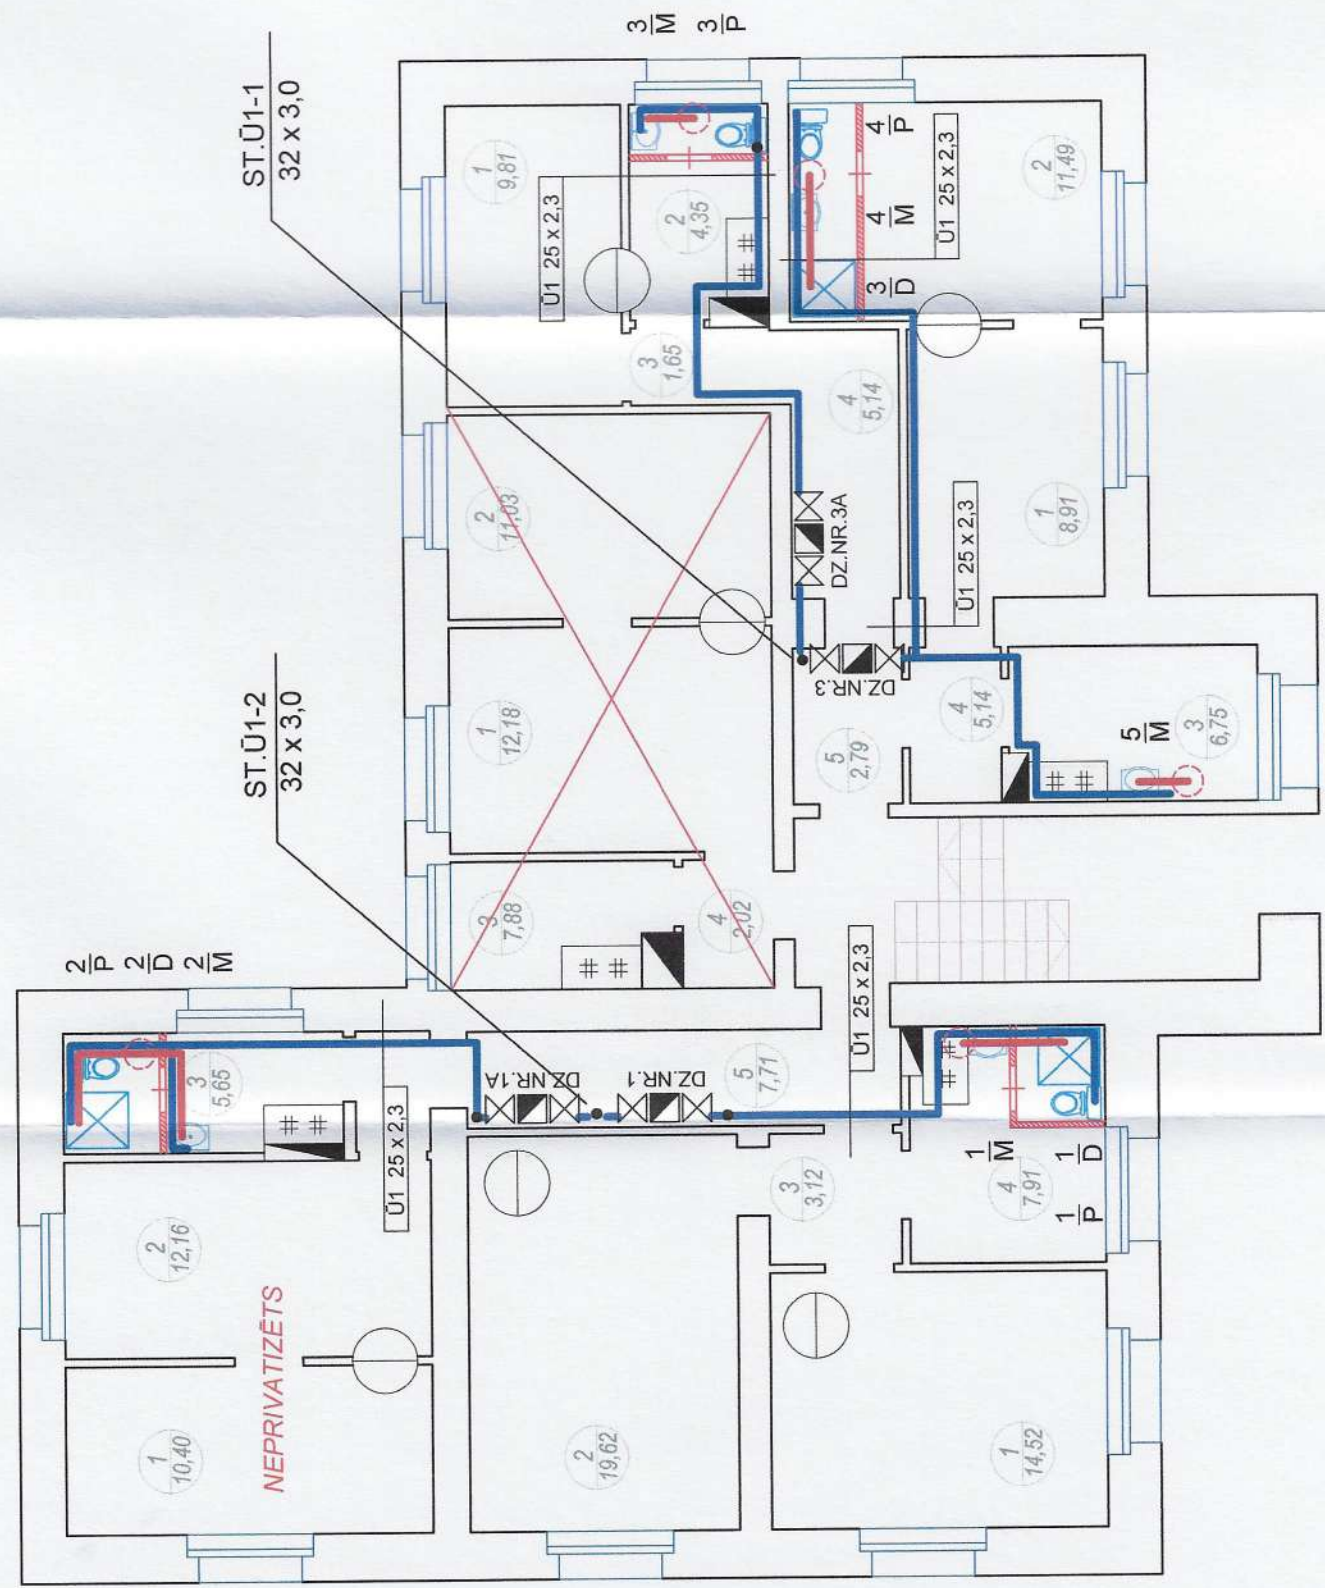 ST.Ū1-1
32 x 3,0
3
M
3
P
1
9,81
Ū1 25 x 2,3
2
4,35
3
1,65
4
P
4
M
3
D
Ū1 25 x 2,3
2
11,49
4
5,14
2
11,03
DZ.NR.3A
1
8,91
Ū1 25 x 2,3
ST.Ū1-2
32 x 3,0
1
12,18
DZ.NR.3
5
2,79
4
5,14
5
M
3
6,75
3
7,88
4
2,02
2
P
2
D
2
M
3
5,65
DZ.NR.1A
DZ.NR.1
5
7,71
Ū1 25 x 2,3
Ū1 25 x 2,3
2
12,16
3
3,12
1
M
4
7,91
1
D
1
P
NEPRIVATIZĒTS
1
10,40
2
19,62
1
14,52